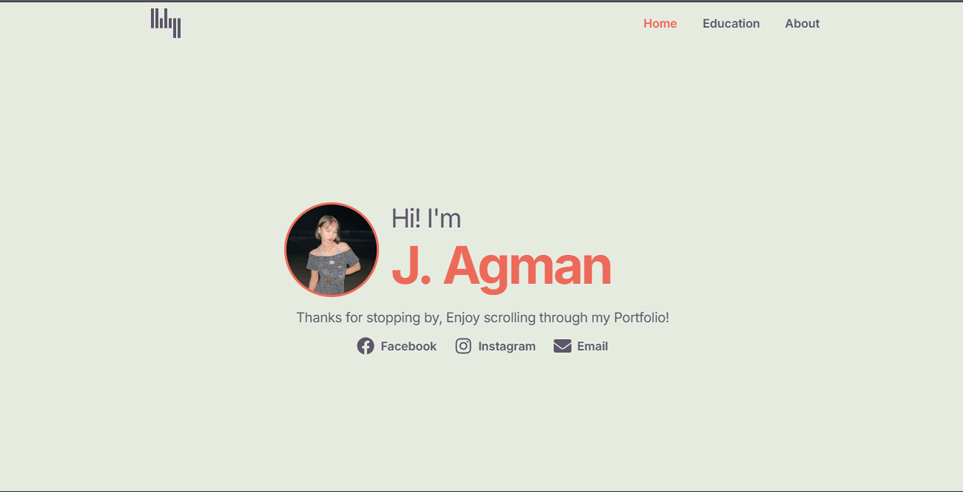 Home Education About
Hi! I'm
J. Agman
Thanks for stopping by, Enjoy scrolling through my Portfolio!
Facebook Instagram Email